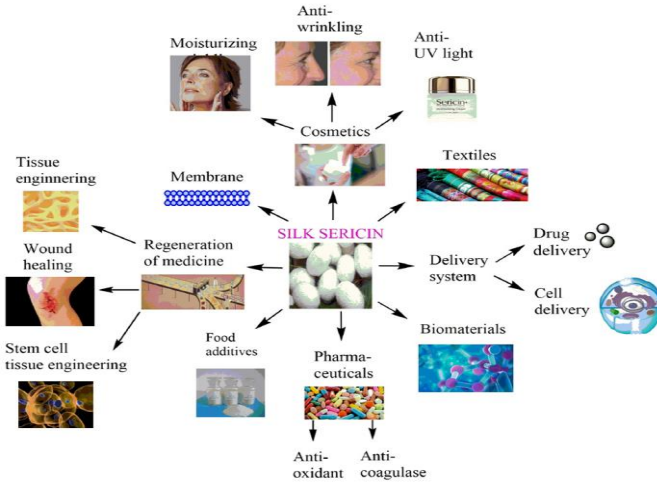 Anti-
wrinkling
Moisturizing
Anti-
UV light
Sericin
Cosmetics
Textiles
Tissue
enginnering
Membrane
SILK SERICIN
Drug
delivery
Wound
healing
Regeneration
of medicine
Delivery
system
Cell
delivery
Stem cell
tissue engineering
Food
additives
Pharma-
ceuticals
Biomaterials
Anti-
oxidant
Anti-
coagulase